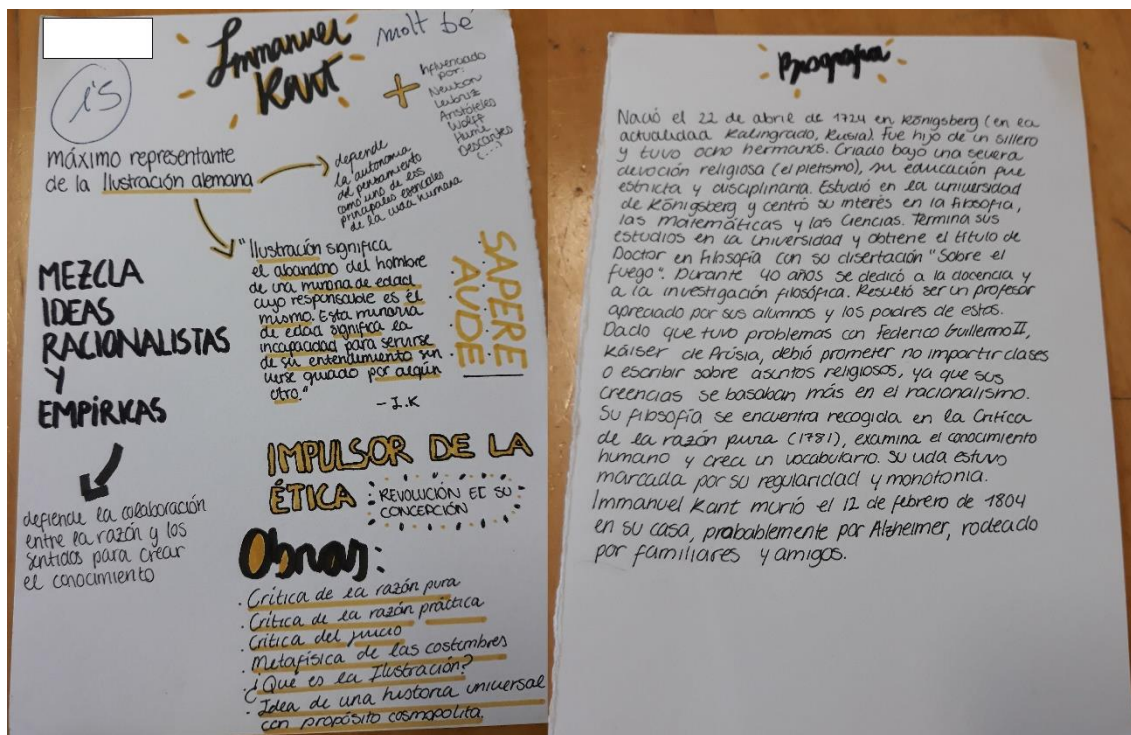 Immanuel
Kant
molt bé
máximo representante
de la Ilustración alemana
defiende
la autonomía
del pensamiento
como uno de los
principales esenciales
de la vida humana
+
Influenciado
por:
Newton
Leibniz
Aristóteles
Wolff
Hume
Descartes
(...)
"Ilustración significa
el abandono del hombre
de una minoría de edad
cuyo responsable es él
mismo. Esta minoría
de edad significa la
incapacidad para servirse
de su entendimiento sin
verse guiado por algún
otro."
- I.K
SAPERE
AUDE
MEZCLA
IDEAS
RACIONALISTAS
Y
EMPÍRICAS
defiende la colaboración
entre la razón y los
sentidos para crear
el conocimiento
IMPULSOR DE LA
ÉTICA
REVOLUCIÓN EC SU
CONCEPCIÓN
Obras:
· Crítica de la razón pura
· Crítica de la razón práctica
· Crítica del juicio
· Metafísica de las costumbres
· ¿Qué es la Ilustración?
· Idea de una historia universal
con propósito cosmopolita.
Biografía
Nació el 22 de abril de 1724 en Königsberg (en la
actualidad Kalingrado, Rusia). Fue hijo de un sillero
y tuvo ocho hermanos. Criado bajo una severa
devoción religiosa (el pietismo), su educación fue
estricta y disciplinaria. Estudió en la universidad
de Königsberg y centró su interés en la filosofía,
las matemáticas y las ciencias. Termina sus
estudios en la Universidad y obtiene el título de
Doctor en Filosofía con su disertación "Sobre el
fuego". Durante 40 años se dedicó a la docencia y
a la investigación filosófica. Resultó ser un profesor
apreciado por sus alumnos y los padres de estos.
Dado que tuvo problemas con Federico Guillermo II,
káiser de Prúsia, debió prometer no impartir clases
o escribir sobre asuntos religiosos, ya que sus
creencias se basaban más en el racionalismo.
Su filosofía se encuentra recogida en la Crítica
de la razón pura (1781), examina el conocimiento
humano y crea un vocabulario. Su vida estuvo
marcada por su regularidad y monotonía.
Immanuel Kant murió el 12 de febrero de 1804
en su casa, probablemente por Alzheimer, rodeado
por familiares y amigos.